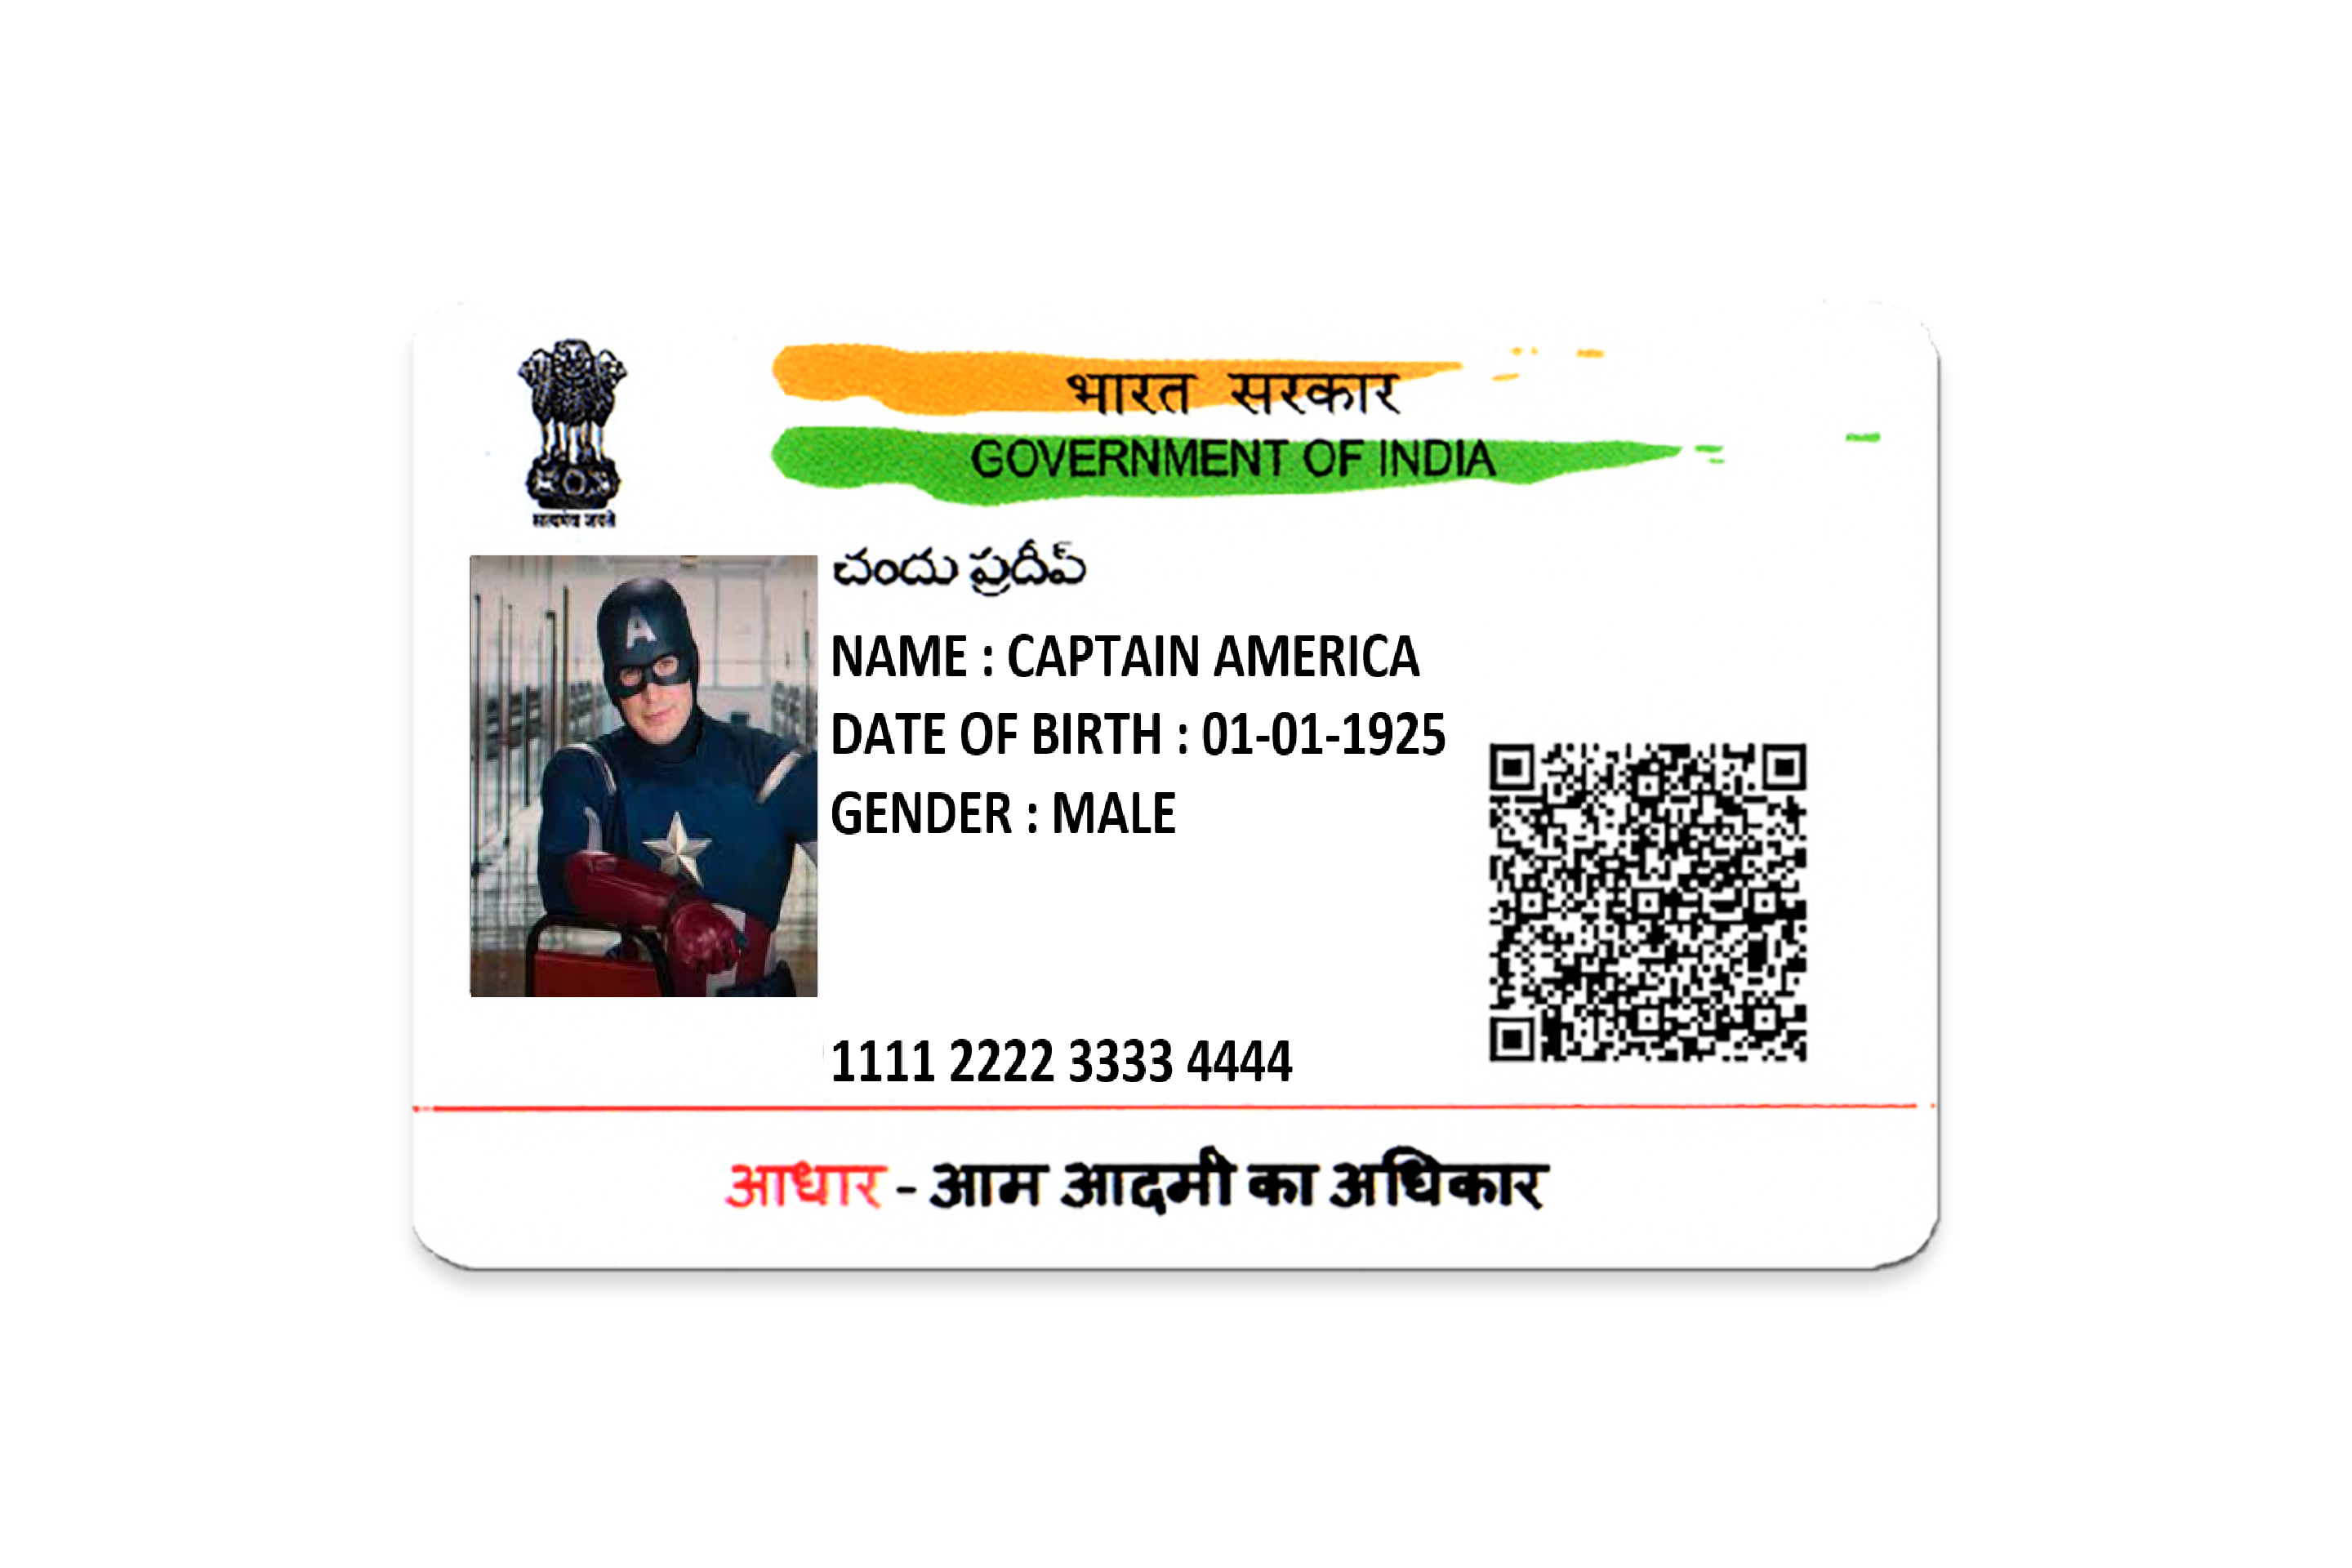 भारत सरकार
GOVERNMENT OF INDIA
सत्यमेव जयते
చందు ప్రదీప్
NAME : CAPTAIN AMERICA
DATE OF BIRTH : 01-01-1925
GENDER : MALE
1111 2222 3333 4444
आधार - आम आदमी का अधिकार
A